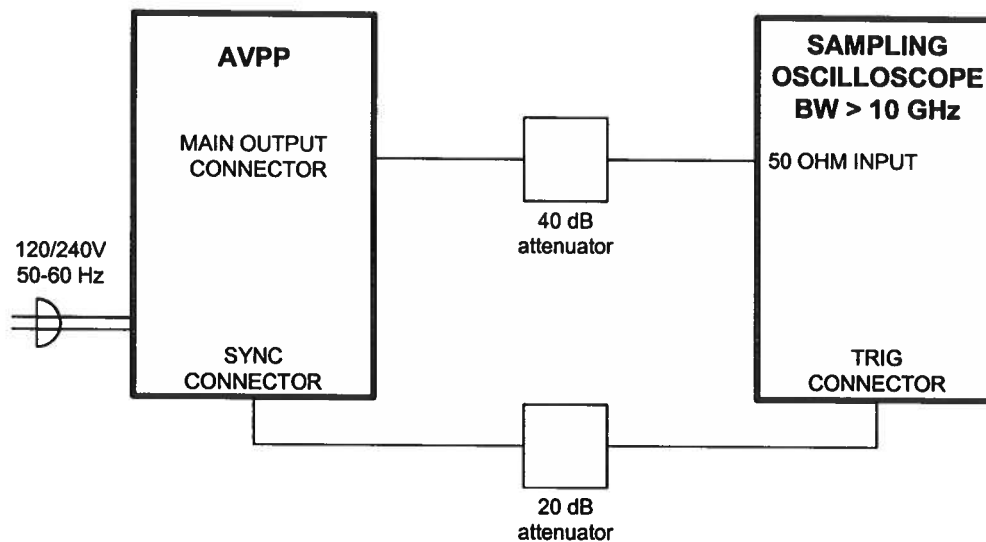 AVPP
MAIN OUTPUT
CONNECTOR
120/240V
50-60 Hz
SYNC
CONNECTOR
40 dB
attenuator
20 dB
attenuator
SAMPLING
OSCILLOSCOPE
BW > 10 GHz
50 OHM INPUT
TRIG
CONNECTOR